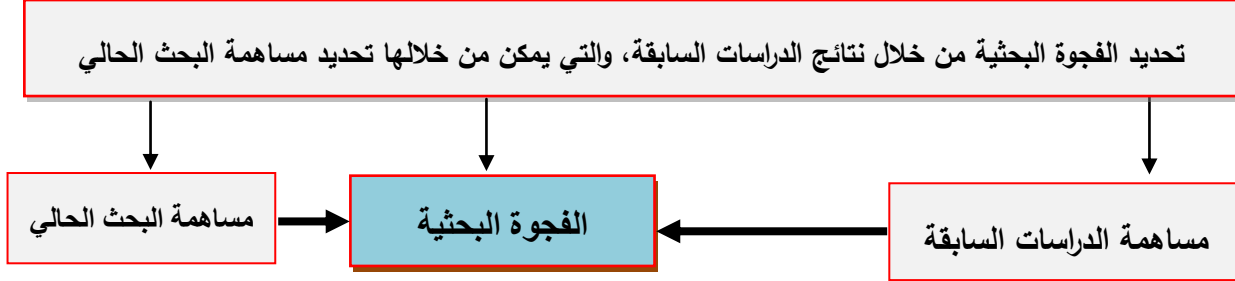 تحديد الفجوة البحثية من خلال نتائج الدراسات السابقة، والتي يمكن من خلالها تحديد مساهمة البحث الحالي
مساهمة الدراسات السابقة
الفجوة البحثية
مساهمة البحث الحالي